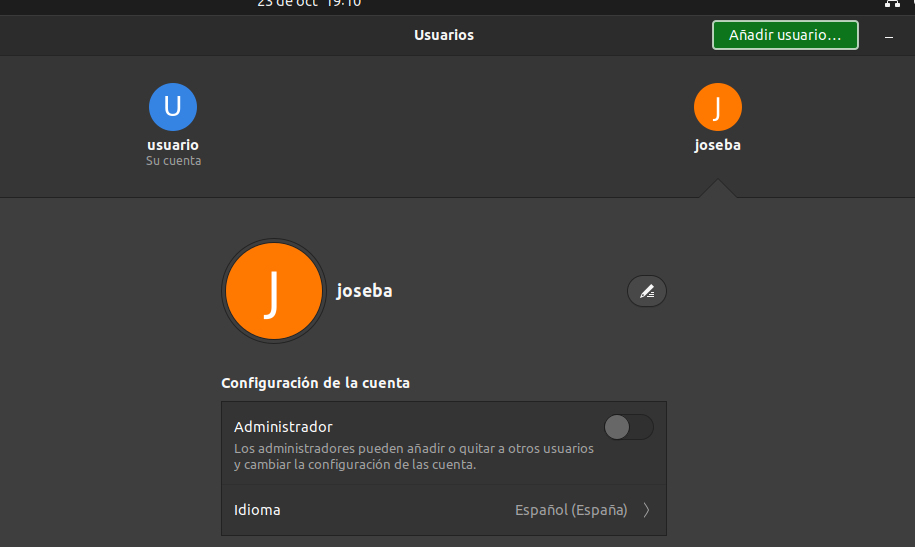 23 de oct 19:10
Usuarios
Añadir usuario...
U
J
usuario
joseba
Su cuenta
J
joseba
Configuración de la cuenta
Administrador
Los administradores pueden añadir o quitar a otros usuarios
y cambiar la configuración de las cuenta.
Idioma
Español (España)